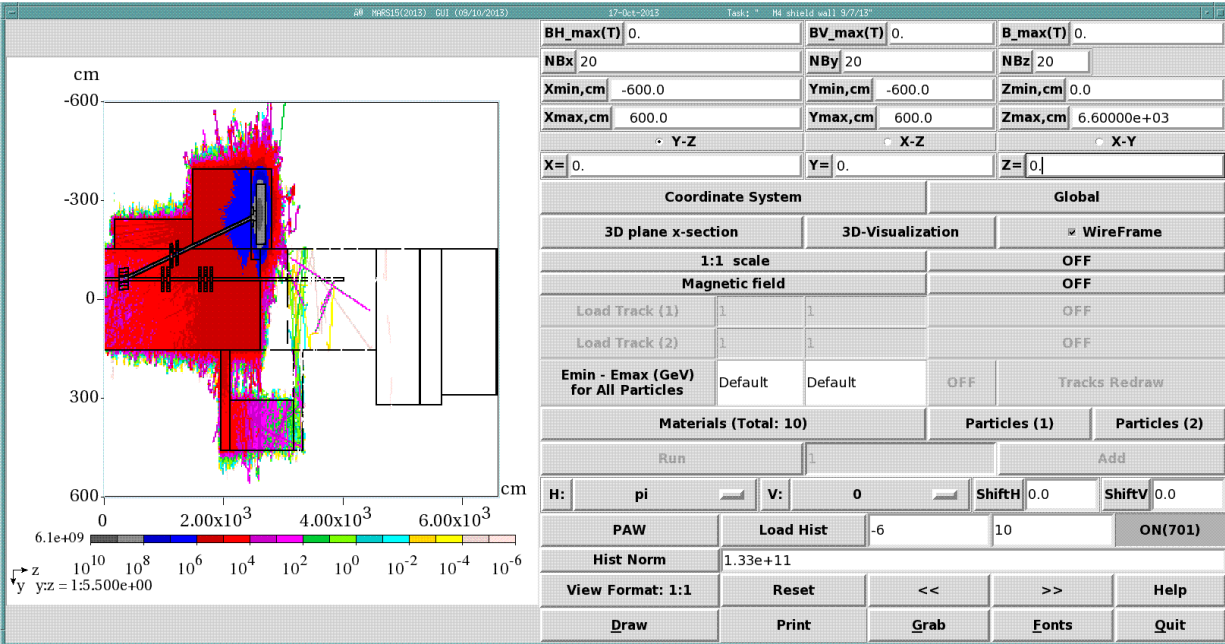 MARS15(2013) GUI (09/10/2013) 17-Oct-2013 Task: " M4 shield wall 9/7/13"
BH_max(T) 0. BV_max(T) 0. B_max(T) 0.
NBx 20 NBy 20 NBz 20
Xmin,cm -600.0 Ymin,cm -600.0 Zmin,cm 0.0
Xmax,cm 600.0 Ymax,cm 600.0 Zmax,cm 6.60000e+03
Y-Z X-Z X-Y
X= 0. Y= 0. Z= 0.
Coordinate System Global
3D plane x-section 3D-Visualization WireFrame
1:1 scale OFF
Magnetic field OFF
Load Track (1) 1 1 OFF
Load Track (2) 1 1 OFF
Emin - Emax (GeV)
for All Particles Default Default OFF Tracks Redraw
Materials (Total: 10) Particles (1) Particles (2)
Run 1 Add
H: pi V: 0 ShiftH 0.0 ShiftV 0.0
PAW Load Hist -6 10 ON(701)
Hist Norm 1.33e+11
View Format: 1:1 Reset << >> Help
Draw Print Grab Fonts Quit
cm
-600
-300
0
300
600
cm
0 2.00x10³ 4.00x10³ 6.00x10³
6.1e+09
10¹⁰ 10⁸ 10⁶ 10⁴ 10² 10⁰ 10⁻² 10⁻⁴ 10⁻⁶
z
y y:z = 1:5.500e+00